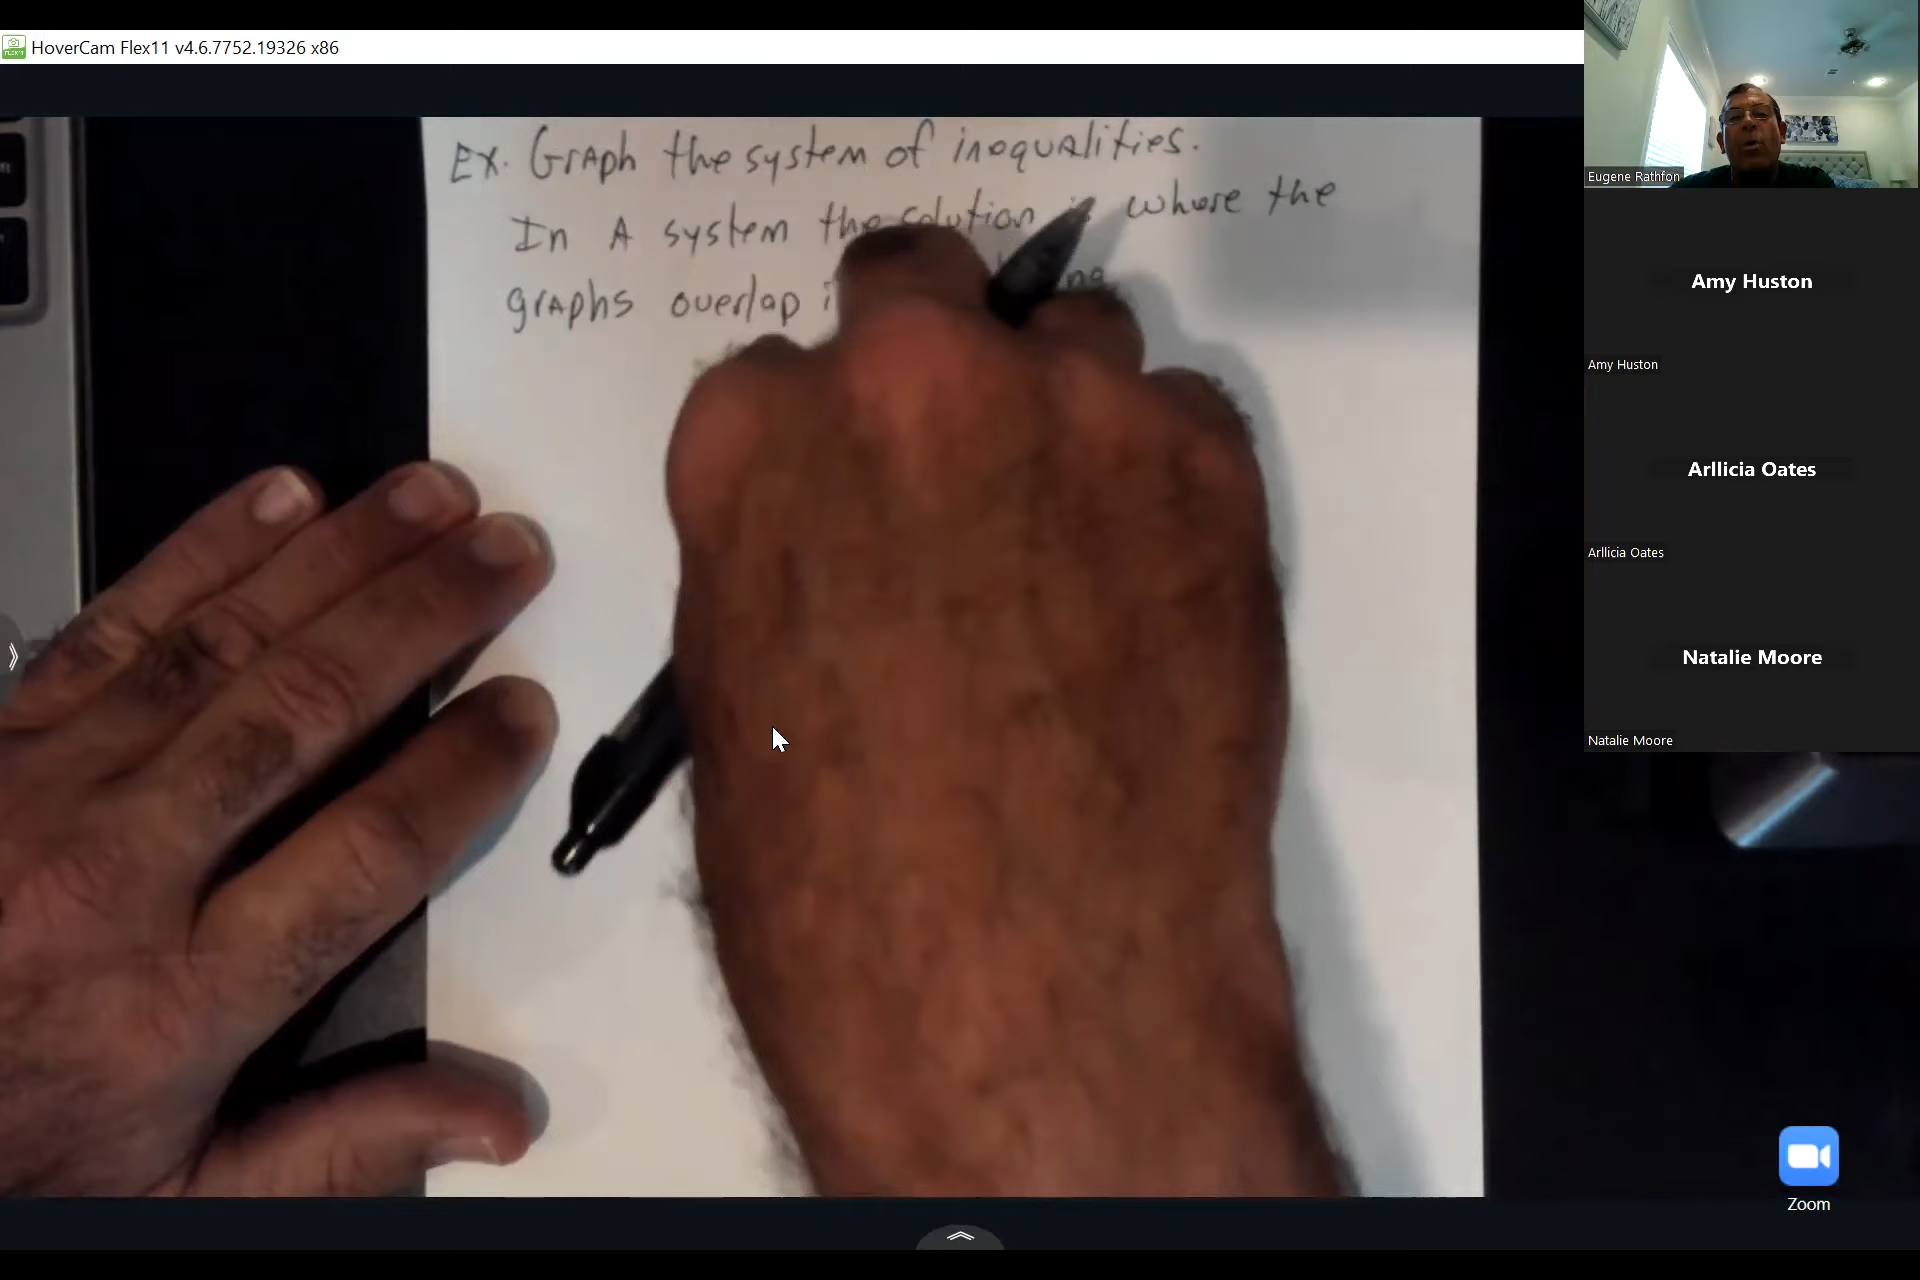 HoverCam Flex11 v4.6.7752.19326 x86
Ex. Graph the system of inequalities.
In A system the solution is where the
graphs overlap
Eugene Rathfon
Amy Huston
Amy Huston
Arllicia Oates
Arllicia Oates
Natalie Moore
Natalie Moore
Zoom